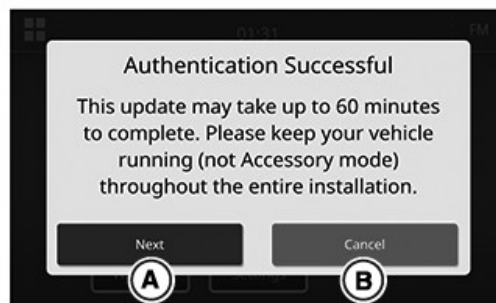 01:31
FM
Authentication Successful
This update may take up to 60 minutes
to complete. Please keep your vehicle
running (not Accessory mode)
throughout the entire installation.
Next
Cancel
A
B